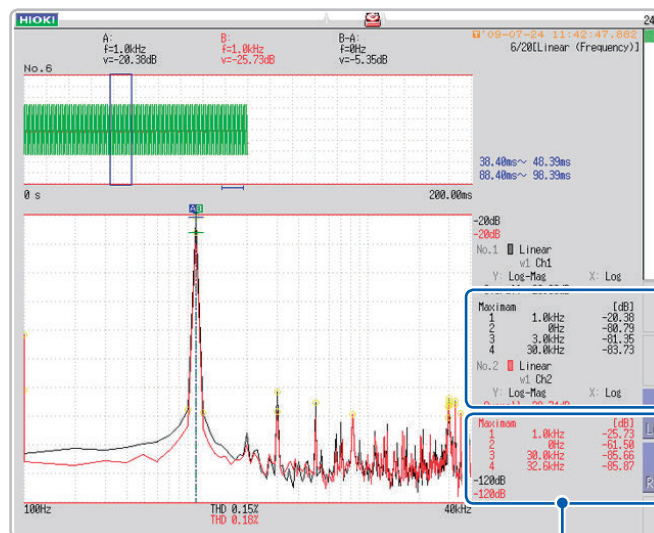 HIOKI
24
A:
f=1.0kHz
v=-20.38dB
B:
f=1.0kHz
v=-25.73dB
B-A:
f=0Hz
v=-5.35dB
'09-07-24 11:42:47.882
6/20[Linear (Frequency)]
No.6
38.40ms~ 48.39ms
88.40ms~ 98.39ms
0 s
200.00ms
AB
-20dB
-20dB
No.1 Linear
w1 Ch1
Y: Log-Mag X: Log
Maximam [dB]
1 1.0kHz -20.38
2 0Hz -80.79
3 3.0kHz -81.35
4 30.0kHz -83.73
No.2 Linear
w1 Ch2
Y: Log-Mag X: Log
Maximam [dB]
1 1.0kHz -25.73
2 0Hz -61.50
3 30.0kHz -85.66
4 32.6kHz -85.87
-120dB
-120dB
100Hz
THD 0.15%
THD 0.18%
40kHz